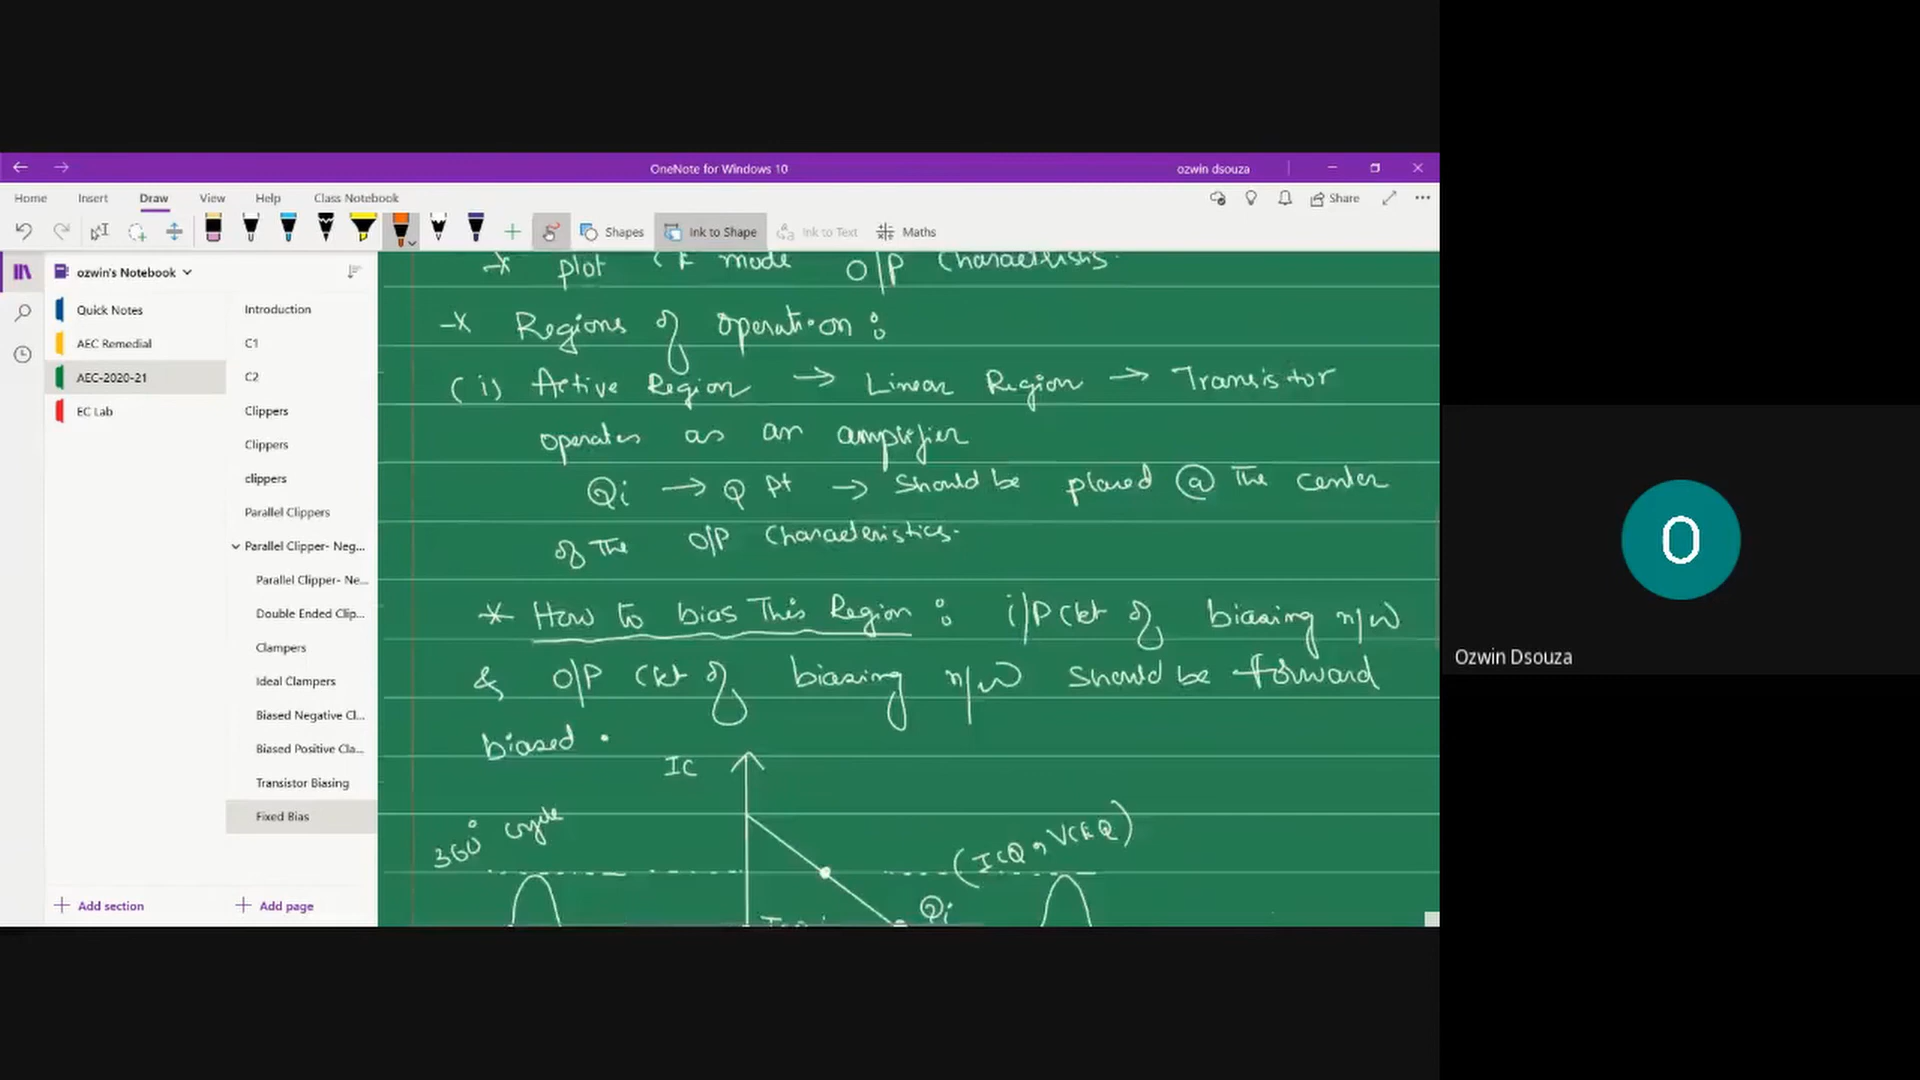 OneNote for Windows 10
ozwin dsouza
Home Insert Draw View Help Class Notebook
Share
Shapes Ink to Shape Ink to Text Maths
ozwin's Notebook
Quick Notes
AEC Remedial
AEC-2020-21
EC Lab
Add section
Introduction
C1
C2
Clippers
Clippers
clippers
Parallel Clippers
Parallel Clipper- Neg...
Parallel Clipper- Ne...
Double Ended Clip...
Clampers
Ideal Clampers
Biased Negative Cl...
Biased Positive Cla...
Transistor Biasing
Fixed Bias
Add page
* plot CE mode O/P Characteristics.
* Regions of operation :
(i) Active Region → Linear Region → Transistor
operates as an amplifier
Qi → Q pt → Should be placed @ The center
of The O/P Characteristics.
* How to bias This Region : i/P Ckt of biasing n/w
& O/P Ckt of biasing n/w should be forward
biased .
IC
360° cycle
(ICQ, VCEQ)
Qi
O
Ozwin Dsouza